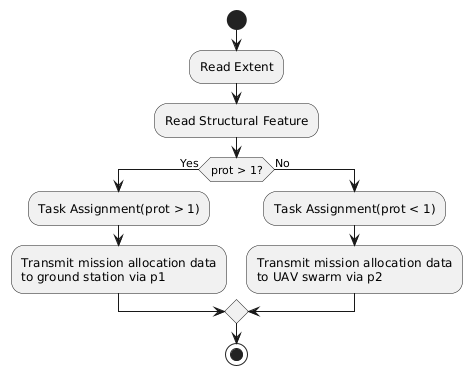 Read Extent
Read Structural Feature
Yes
prot > 1?
No
Task Assignment(prot > 1)
Task Assignment(prot < 1)
Transmit mission allocation data
to ground station via p1
Transmit mission allocation data
to UAV swarm via p2